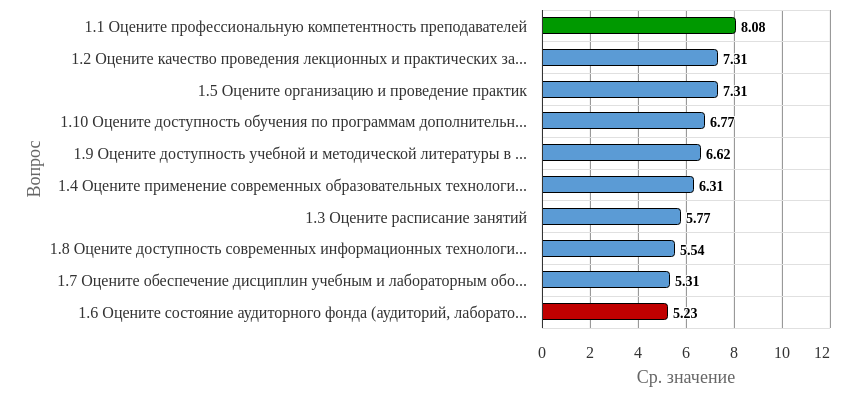 1.1 Оцените профессиональную компетентность преподавателей 8.08
1.2 Оцените качество проведения лекционных и практических за... 7.31
1.5 Оцените организацию и проведение практик 7.31
1.10 Оцените доступность обучения по программам дополнительн... 6.77
1.9 Оцените доступность учебной и методической литературы в ... 6.62
1.4 Оцените применение современных образовательных технологи... 6.31
1.3 Оцените расписание занятий 5.77
1.8 Оцените доступность современных информационных технологи... 5.54
1.7 Оцените обеспечение дисциплин учебным и лабораторным обо... 5.31
1.6 Оцените состояние аудиторного фонда (аудиторий, лаборато... 5.23
Вопрос
0 2 4 6 8 10 12
Ср. значение